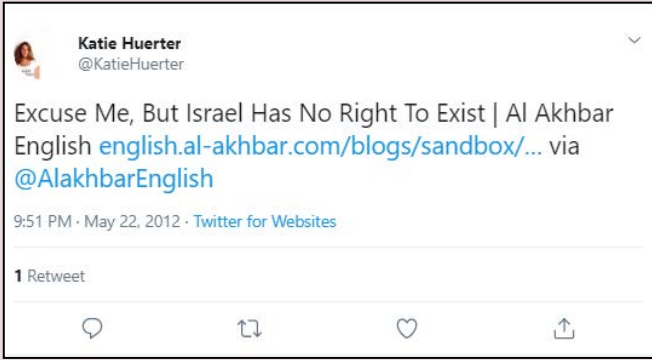 Katie Huerter
@KatieHuerter
Excuse Me, But Israel Has No Right To Exist | Al Akhbar
English english.al-akhbar.com/blogs/sandbox/... via
@AlakhbarEnglish
9:51 PM · May 22, 2012 · Twitter for Websites
1 Retweet